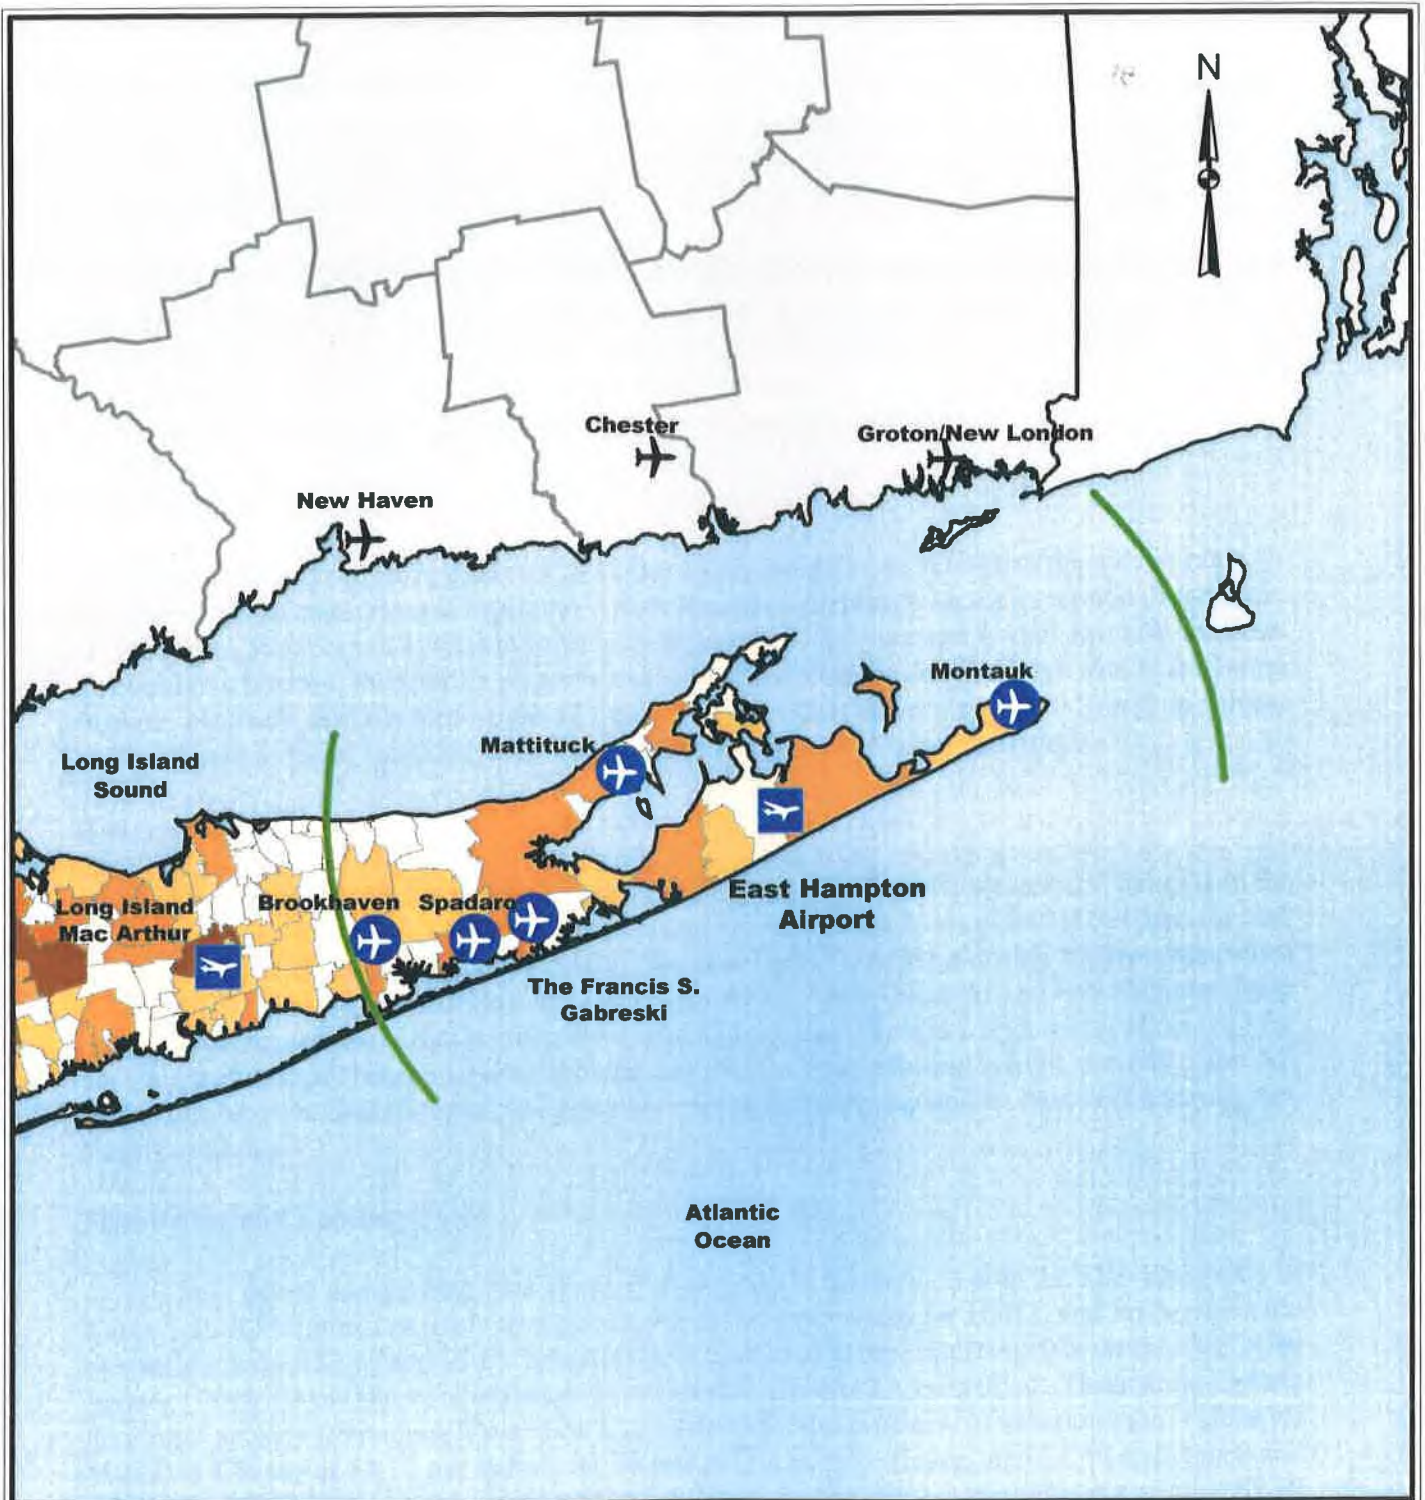 N
Chester
Groton/New London
New Haven
Montauk
Mattituck
Long Island
Sound
East Hampton
Airport
Brookhaven
Spadaro
Long Island
Mac Arthur
The Francis S.
Gabreski
Atlantic
Ocean